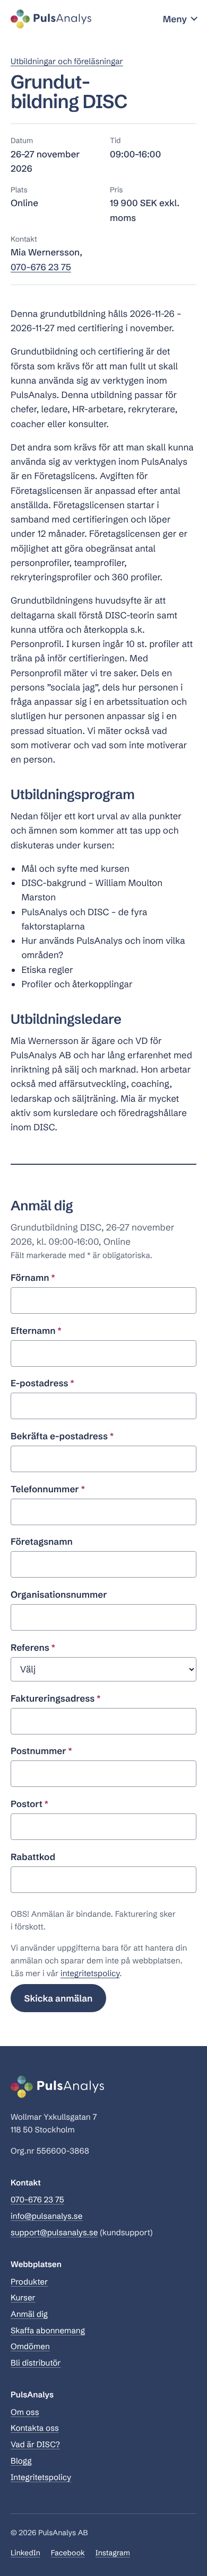 PulsAnalys
Meny
Utbildningar och föreläsningar
Grundut-
bildning DISC
Datum
26-27 november
2026
Tid
09:00-16:00
Plats
Online
Pris
19 900 SEK exkl.
moms
Kontakt
Mia Wernersson,
070-676 23 75
Denna grundutbildning hålls 2026-11-26 –
2026-11-27 med certifiering i november.
Grundutbildning och certifiering är det
första som krävs för att man fullt ut skall
kunna använda sig av verktygen inom
PulsAnalys. Denna utbildning passar för
chefer, ledare, HR-arbetare, rekryterare,
coacher eller konsulter.
Det andra som krävs för att man skall kunna
använda sig av verktygen inom PulsAnalys
är en Företagslicens. Avgiften för
Företagslicensen är anpassad efter antal
anställda. Företagslicensen startar i
samband med certifieringen och löper
under 12 månader. Företagslicensen ger er
möjlighet att göra obegränsat antal
personprofiler, teamprofiler,
rekryteringsprofiler och 360 profiler.
Grundutbildningens huvudsyfte är att
deltagarna skall förstå DISC-teorin samt
kunna utföra och återkoppla s.k.
Personprofil. I kursen ingår 10 st. profiler att
träna på inför certifieringen. Med
Personprofil mäter vi tre saker. Dels en
persons ”sociala jag”, dels hur personen i
fråga anpassar sig i en arbetssituation och
slutligen hur personen anpassar sig i en
pressad situation. Vi mäter också vad
som motiverar och vad som inte motiverar
en person.
Utbildningsprogram
Nedan följer ett kort urval av alla punkter
och ämnen som kommer att tas upp och
diskuteras under kursen:
• Mål och syfte med kursen
• DISC-bakgrund – William Moulton
Marston
• PulsAnalys och DISC – de fyra
faktorstaplarna
• Hur används PulsAnalys och inom vilka
områden?
• Etiska regler
• Profiler och återkopplingar
Utbildningsledare
Mia Wernersson är ägare och VD för
PulsAnalys AB och har lång erfarenhet med
inriktning på sälj och marknad. Hon arbetar
också med affärsutveckling, coaching,
ledarskap och säljträning. Mia är mycket
aktiv som kursledare och föredragshållare
inom DISC.
Anmäl dig
Grundutbildning DISC, 26-27 november
2026, kl. 09:00-16:00, Online
Fält markerade med * är obligatoriska.
Förnamn *
Efternamn *
E-postadress *
Bekräfta e-postadress *
Telefonnummer *
Företagsnamn
Organisationsnummer
Referens *
Välj
Faktureringsadress *
Postnummer *
Postort *
Rabattkod
OBS! Anmälan är bindande. Fakturering sker
i förskott.
Vi använder uppgifterna bara för att hantera din
anmälan och sparar dem inte på webbplatsen.
Läs mer i vår integritetspolicy.
Skicka anmälan
PulsAnalys
Wollmar Yxkullsgatan 7
118 50 Stockholm
Org.nr 556600-3868
Kontakt
070-676 23 75
info@pulsanalys.se
support@pulsanalys.se (kundsupport)
Webbplatsen
Produkter
Kurser
Anmäl dig
Skaffa abonnemang
Omdömen
Bli distributör
PulsAnalys
Om oss
Kontakta oss
Vad är DISC?
Blogg
Integritetspolicy
© 2026 PulsAnalys AB
LinkedIn Facebook Instagram